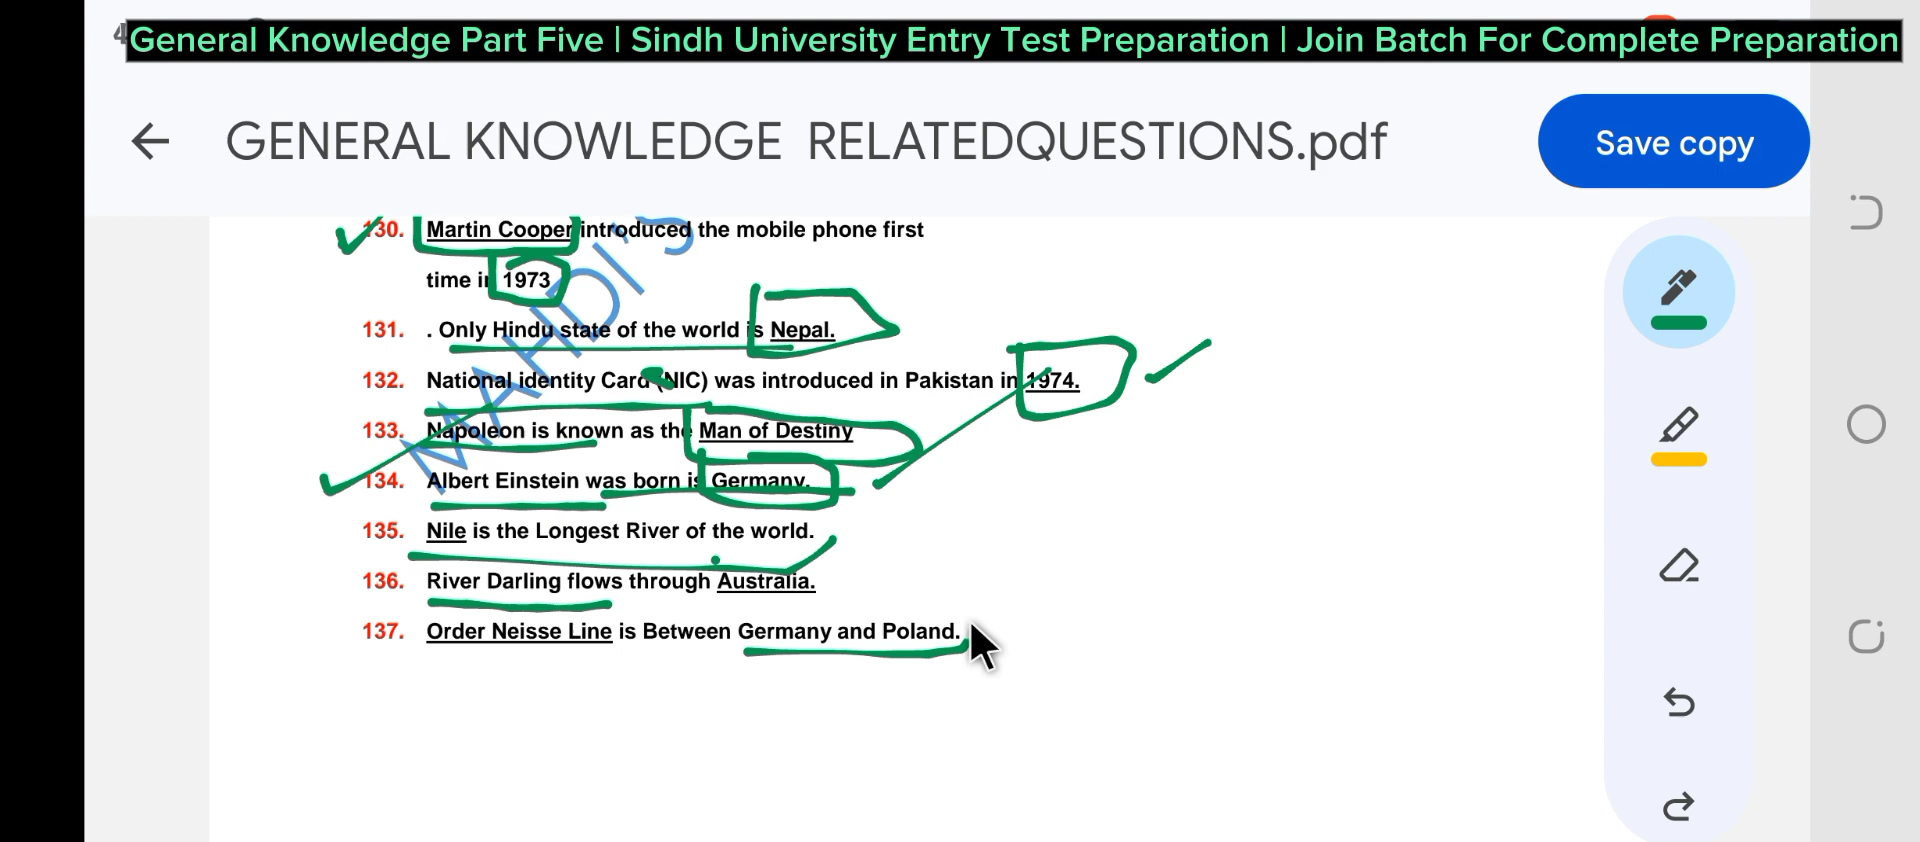 General Knowledge Part Five | Sindh University Entry Test Preparation | Join Batch For Complete Preparation
GENERAL KNOWLEDGE RELATEDQUESTIONS.pdf
Save copy
130. Martin Cooper introduced the mobile phone first
time in 1973
131. . Only Hindu state of the world is Nepal.
132. National identity Card (NIC) was introduced in Pakistan in 1974.
133. Napoleon is known as the Man of Destiny
134. Albert Einstein was born is Germany.
135. Nile is the Longest River of the world.
136. River Darling flows through Australia.
137. Order Neisse Line is Between Germany and Poland.
MAHDI'S